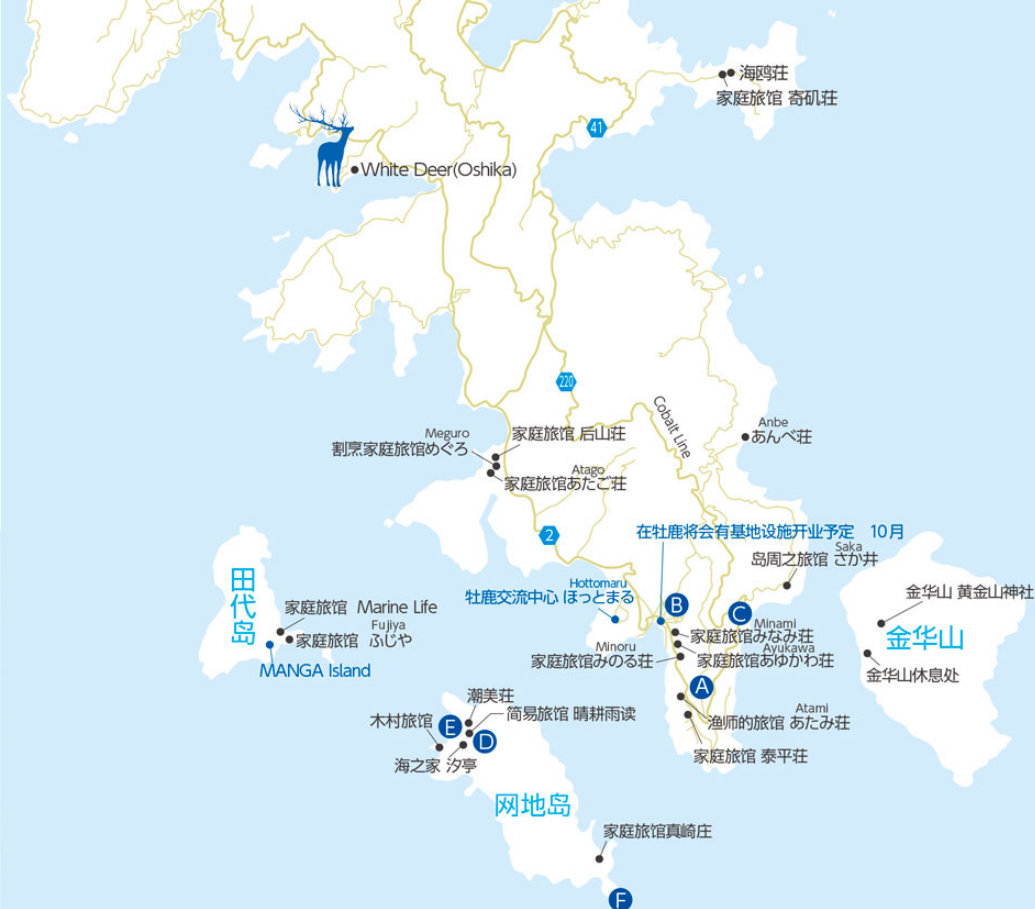 海鸥荘
家庭旅馆 寄矶荘
41
White Deer(Oshika)
220
Cobalt Line
Anbe
あんべ荘
Meguro
割烹家庭旅馆めぐろ
家庭旅馆 后山荘
Atago
家庭旅馆あたご荘
2
在牡鹿将会有基地设施开业予定 10月
Saka
岛周之旅馆 さか井
Hottomaru
牡鹿交流中心 ほっとまる
B
C
Minami
家庭旅馆みなみ荘
Minoru
家庭旅馆みのる荘
Ayukawa
家庭旅馆あゆかわ荘
A
Atami
渔师的旅馆 あたみ荘
家庭旅馆 泰平荘
金华山 黄金山神社
金华山
金华山休息处
田代岛
家庭旅馆 Marine Life
Fujiya
家庭旅馆 ふじや
MANGA Island
潮美荘
简易旅馆 晴耕雨读
木村旅馆
E
D
海之家 汐亭
网地岛
家庭旅馆真崎庄
F